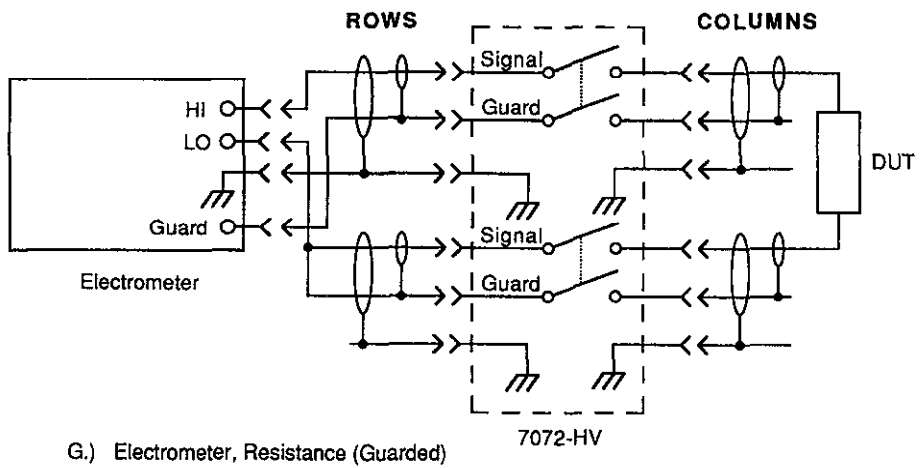 ROWS
COLUMNS
Signal
HI
Guard
LO
DUT
Guard
Signal
Electrometer
Guard
7072-HV
G.) Electrometer, Resistance (Guarded)